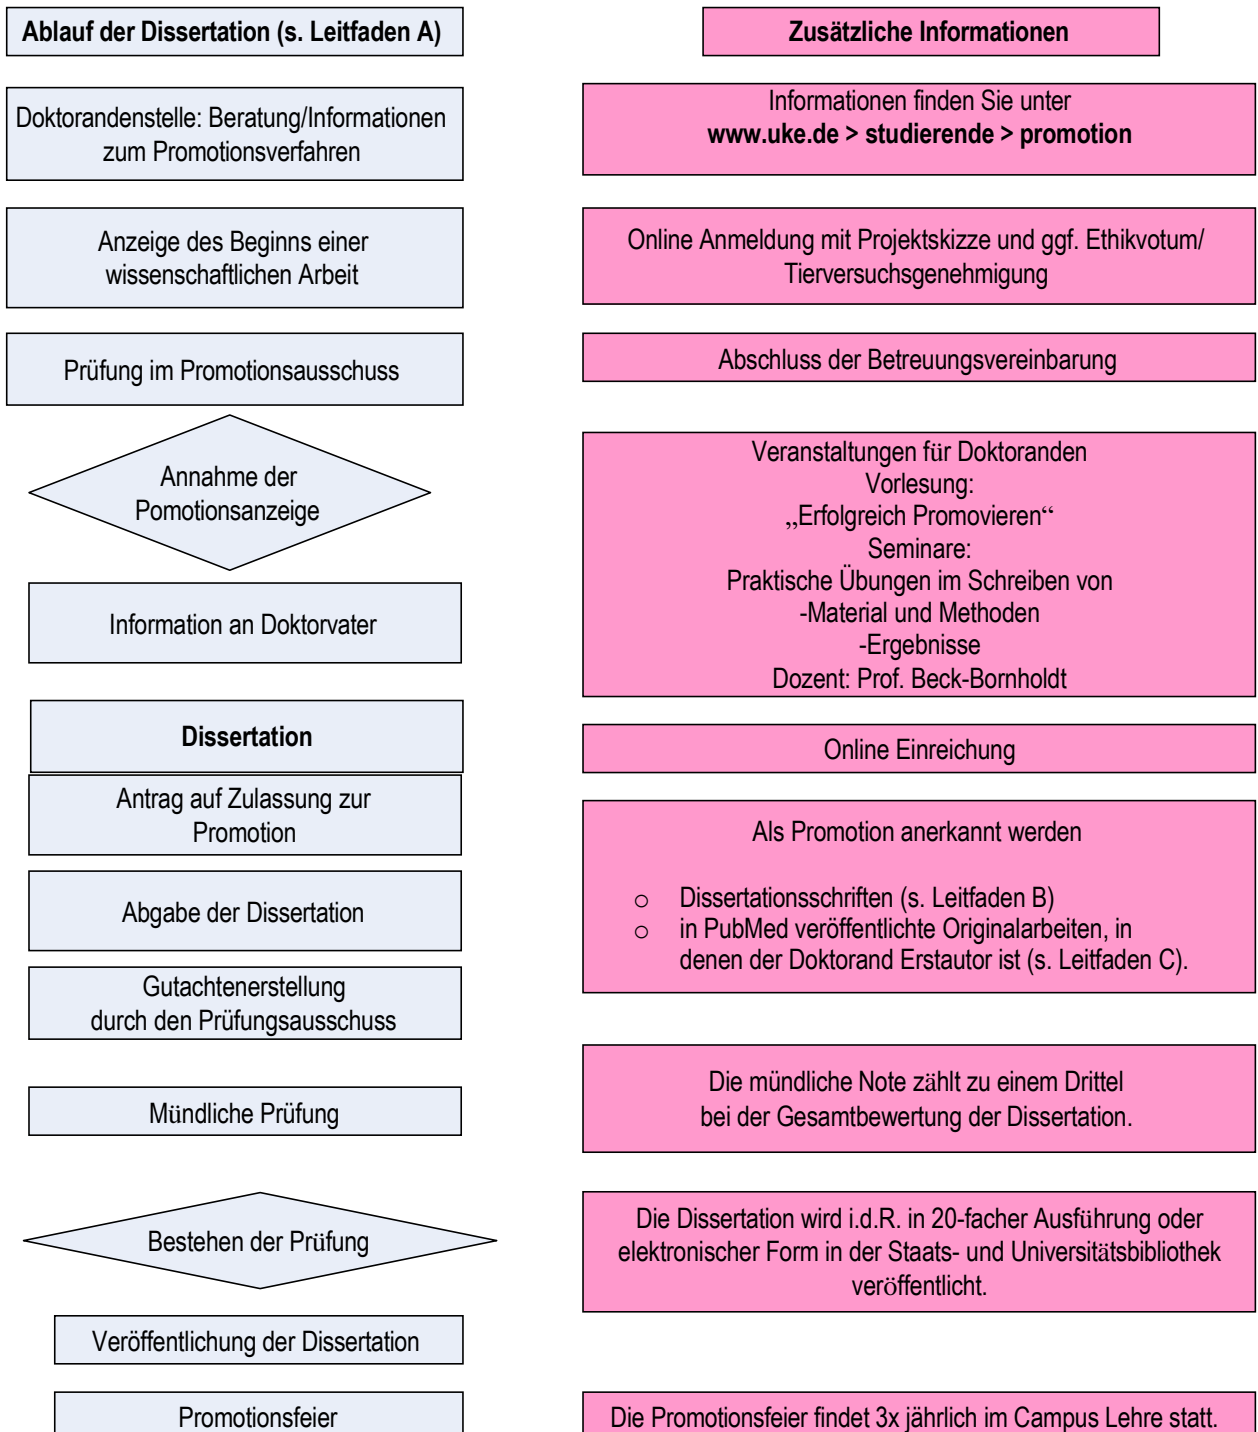 Ablauf der Dissertation (s. Leitfaden A)
Zusätzliche Informationen
Doktorandenstelle: Beratung/Informationen
zum Promotionsverfahren
Informationen finden Sie unter
www.uke.de > studierende > promotion
Anzeige des Beginns einer
wissenschaftlichen Arbeit
Online Anmeldung mit Projektskizze und ggf. Ethikvotum/
Tierversuchsgenehmigung
Prüfung im Promotionsausschuss
Abschluss der Betreuungsvereinbarung
Annahme der
Pomotionsanzeige
Veranstaltungen für Doktoranden
Vorlesung:
„Erfolgreich Promovieren“
Seminare:
Praktische Übungen im Schreiben von
-Material und Methoden
-Ergebnisse
Dozent: Prof. Beck-Bornholdt
Information an Doktorvater
Dissertation
Online Einreichung
Antrag auf Zulassung zur
Promotion
Als Promotion anerkannt werden
o Dissertationsschriften (s. Leitfaden B)
o in PubMed veröffentlichte Originalarbeiten, in
denen der Doktorand Erstautor ist (s. Leitfaden C).
Abgabe der Dissertation
Gutachtenerstellung
durch den Prüfungsausschuss
Mündliche Prüfung
Die mündliche Note zählt zu einem Drittel
bei der Gesamtbewertung der Dissertation.
Bestehen der Prüfung
Die Dissertation wird i.d.R. in 20-facher Ausführung oder
elektronischer Form in der Staats- und Universitätsbibliothek
veröffentlicht.
Veröffentlichung der Dissertation
Promotionsfeier
Die Promotionsfeier findet 3x jährlich im Campus Lehre statt.